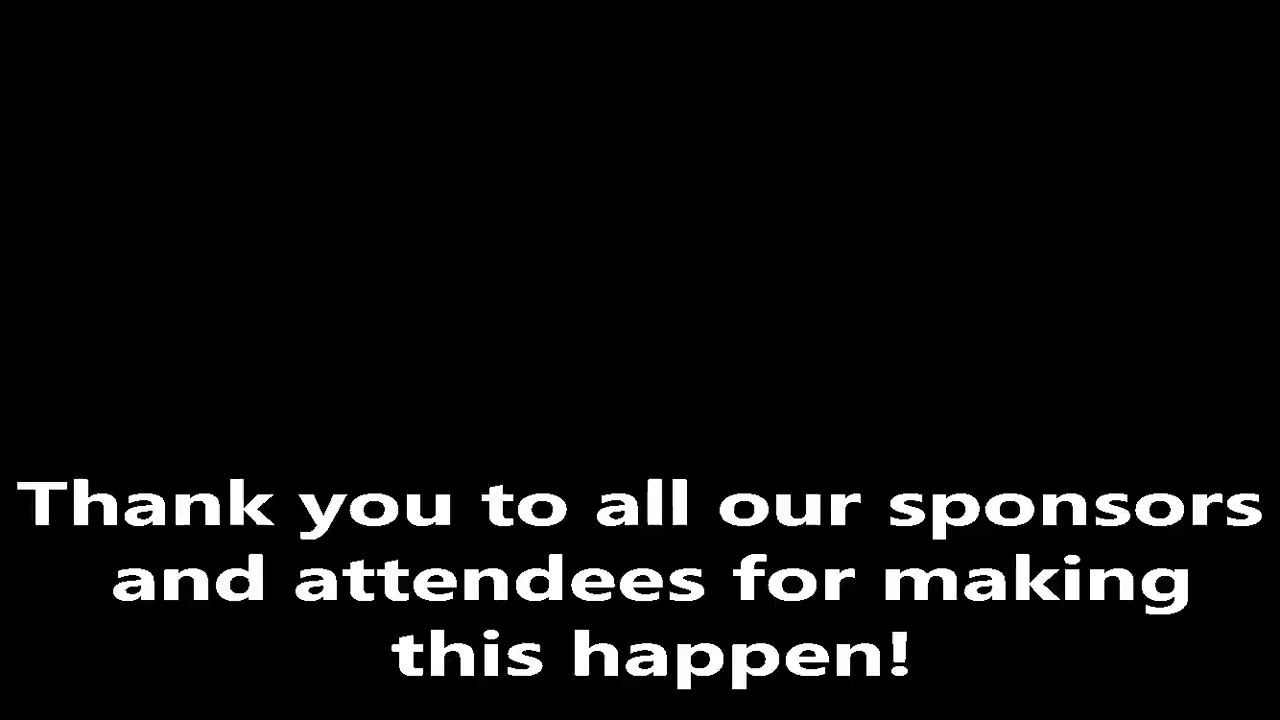 Thank you to all our sponsors
and attendees for making
this happen!